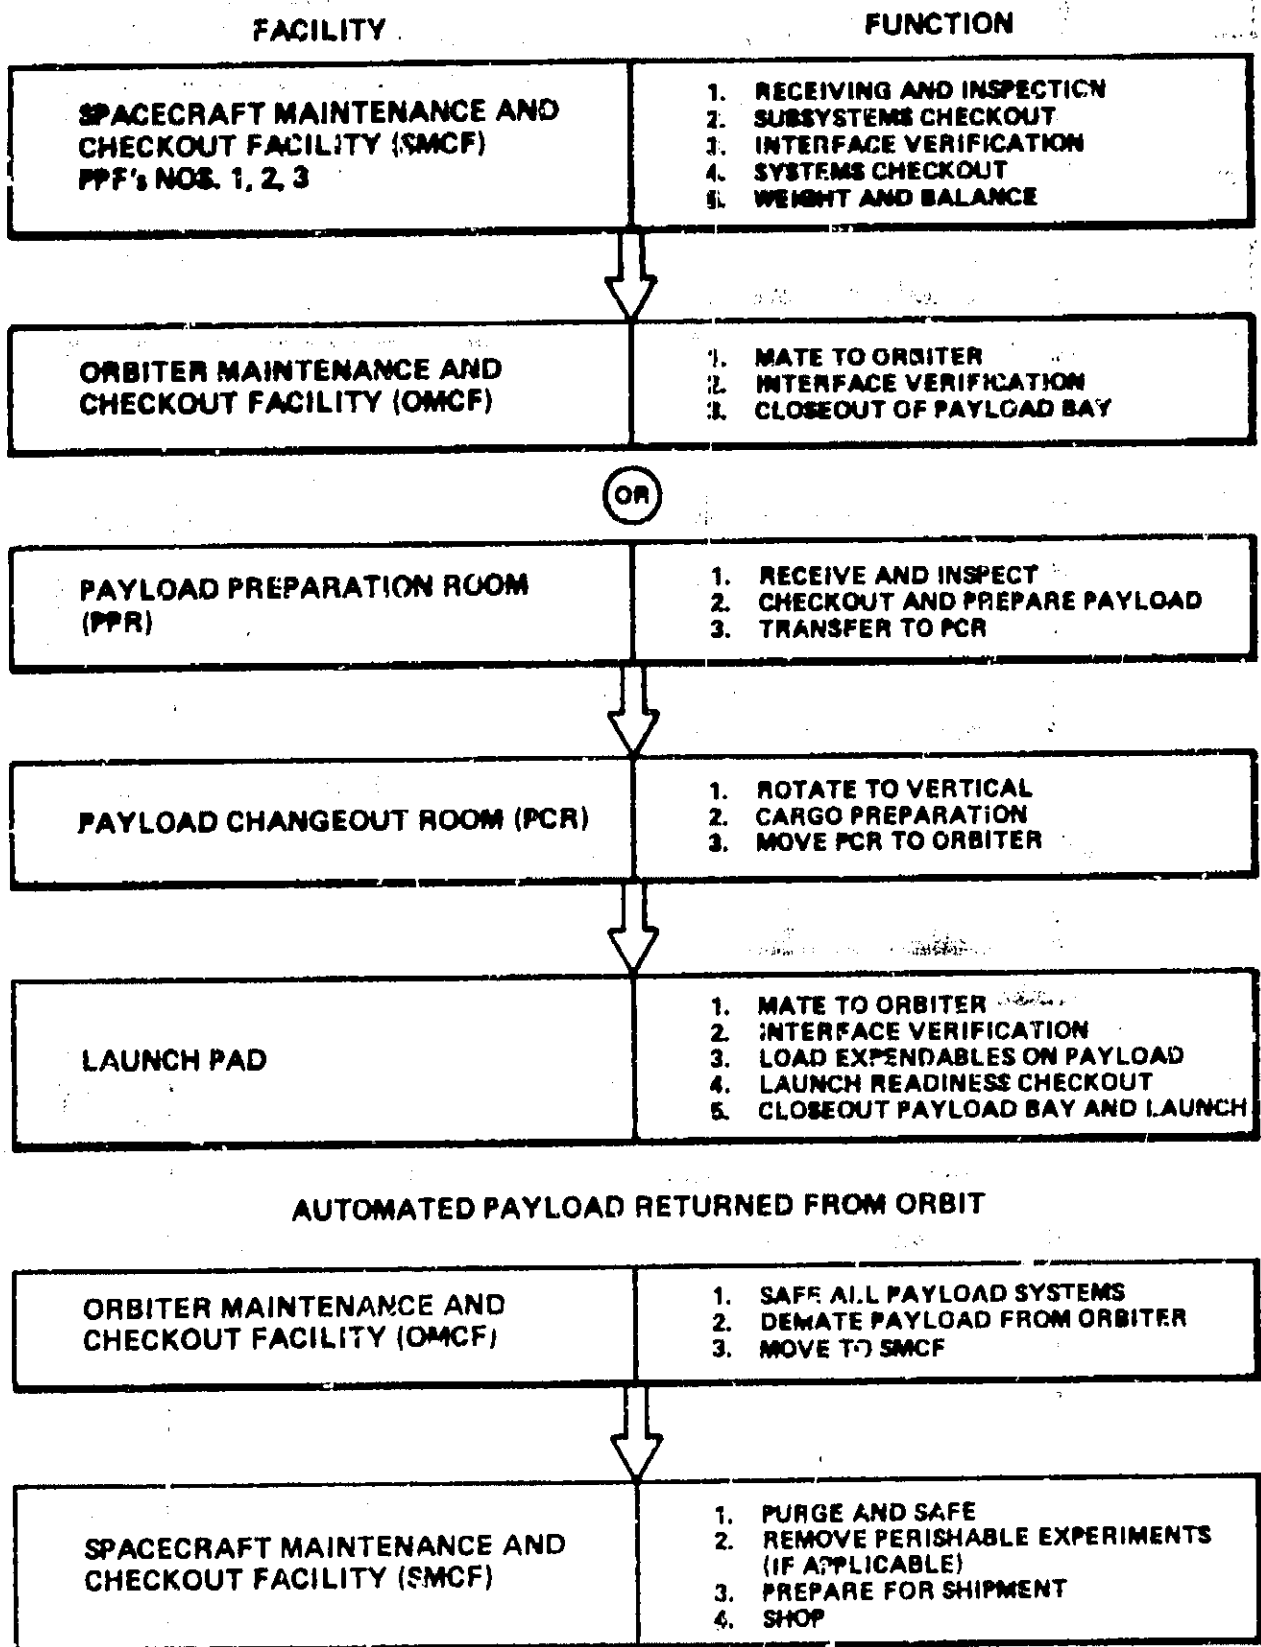 FACILITY
FUNCTION
SPACECRAFT MAINTENANCE AND
CHECKOUT FACILITY (SMCF)
PPF's NOS. 1, 2, 3
1. RECEIVING AND INSPECTION
2. SUBSYSTEMS CHECKOUT
3. INTERFACE VERIFICATION
4. SYSTEMS CHECKOUT
5. WEIGHT AND BALANCE
ORBITER MAINTENANCE AND
CHECKOUT FACILITY (OMCF)
1. MATE TO ORBITER
2. INTERFACE VERIFICATION
3. CLOSEOUT OF PAYLOAD BAY
OR
PAYLOAD PREPARATION ROOM
(PPR)
1. RECEIVE AND INSPECT
2. CHECKOUT AND PREPARE PAYLOAD
3. TRANSFER TO PCR
PAYLOAD CHANGEOUT ROOM (PCR)
1. ROTATE TO VERTICAL
2. CARGO PREPARATION
3. MOVE PCR TO ORBITER
LAUNCH PAD
1. MATE TO ORBITER
2. INTERFACE VERIFICATION
3. LOAD EXPENDABLES ON PAYLOAD
4. LAUNCH READINESS CHECKOUT
5. CLOSEOUT PAYLOAD BAY AND LAUNCH
AUTOMATED PAYLOAD RETURNED FROM ORBIT
ORBITER MAINTENANCE AND
CHECKOUT FACILITY (OMCF)
1. SAFE ALL PAYLOAD SYSTEMS
2. DEMATE PAYLOAD FROM ORBITER
3. MOVE TO SMCF
SPACECRAFT MAINTENANCE AND
CHECKOUT FACILITY (SMCF)
1. PURGE AND SAFE
2. REMOVE PERISHABLE EXPERIMENTS
(IF APPLICABLE)
3. PREPARE FOR SHIPMENT
4. SHOP